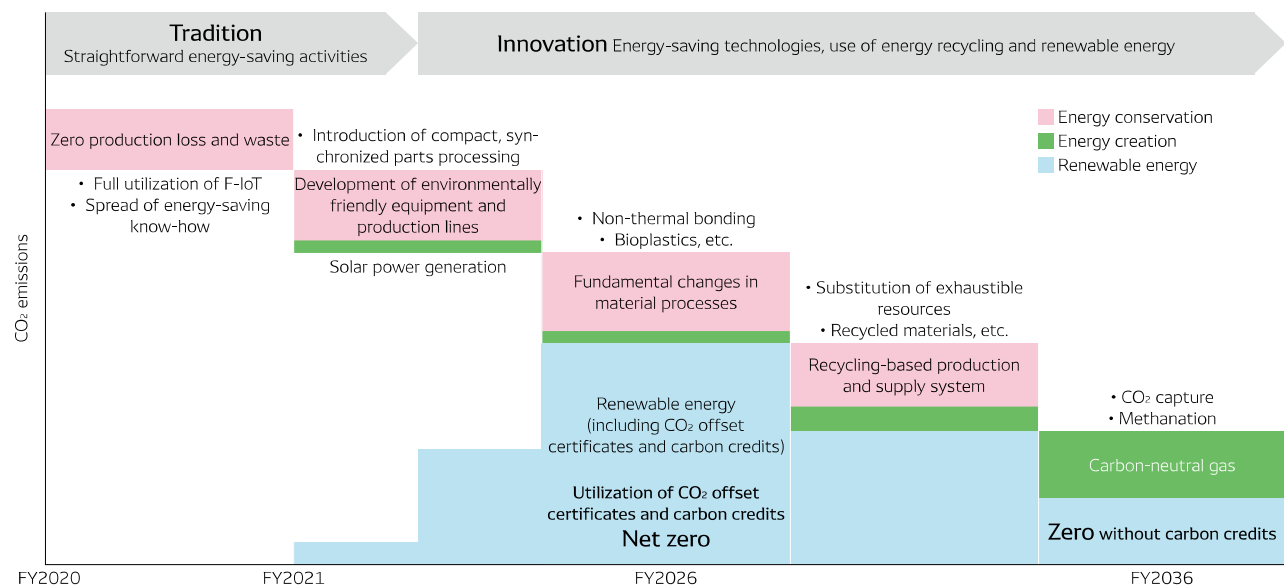 Tradition
Straightforward energy-saving activities
Innovation Energy-saving technologies, use of energy recycling and renewable energy
Energy conservation
Energy creation
Renewable energy
CO₂ emissions
Zero production loss and waste
• Full utilization of F-IoT
• Spread of energy-saving
know-how
• Introduction of compact, syn-
chronized parts processing
Development of environmentally
friendly equipment and
production lines
Solar power generation
• Non-thermal bonding
• Bioplastics, etc.
Fundamental changes in
material processes
Renewable energy
(including CO₂ offset
certificates and carbon credits)
Utilization of CO₂ offset
certificates and carbon credits
Net zero
• Substitution of exhaustible
resources
• Recycled materials, etc.
Recycling-based production
and supply system
• CO₂ capture
• Methanation
Carbon-neutral gas
Zero without carbon credits
FY2020
FY2021
FY2026
FY2036